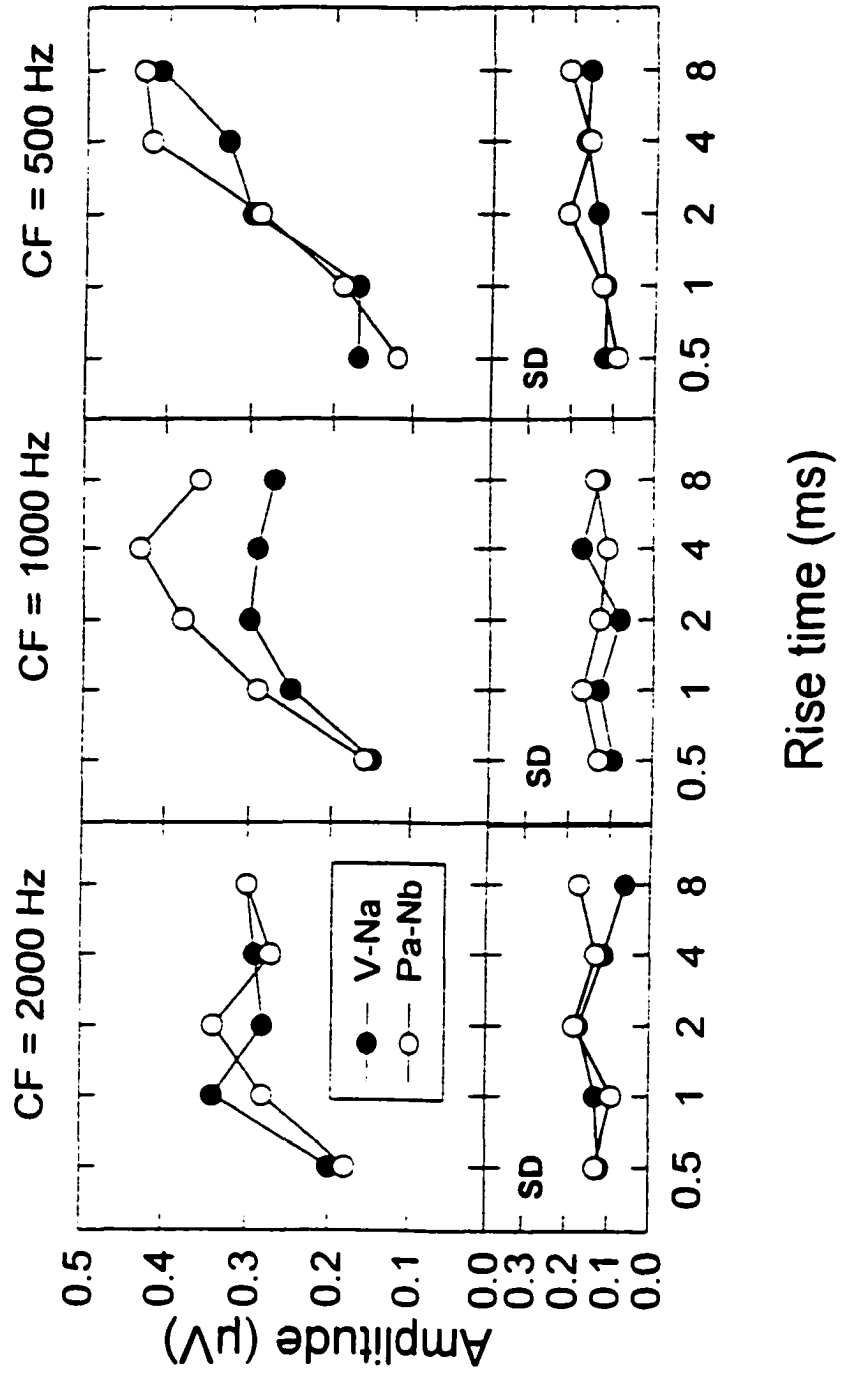 CF = 2000 Hz
CF = 1000 Hz
CF = 500 Hz
Amplitude (µV)
0.5
0.4
0.3
0.2
0.1
0.0
V-Na
Pa-Nb
SD
SD
SD
0.3
0.2
0.1
0.0
0.5 1 2 4 8
0.5 1 2 4 8
0.5 1 2 4 8
Rise time (ms)